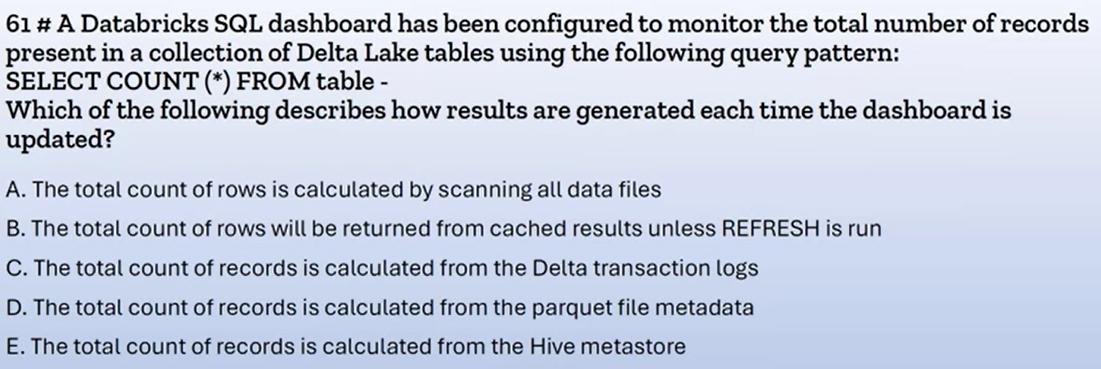 61 # A Databricks SQL dashboard has been configured to monitor the total number of records
present in a collection of Delta Lake tables using the following query pattern:
SELECT COUNT (*) FROM table -
Which of the following describes how results are generated each time the dashboard is
updated?
A. The total count of rows is calculated by scanning all data files
B. The total count of rows will be returned from cached results unless REFRESH is run
C. The total count of records is calculated from the Delta transaction logs
D. The total count of records is calculated from the parquet file metadata
E. The total count of records is calculated from the Hive metastore